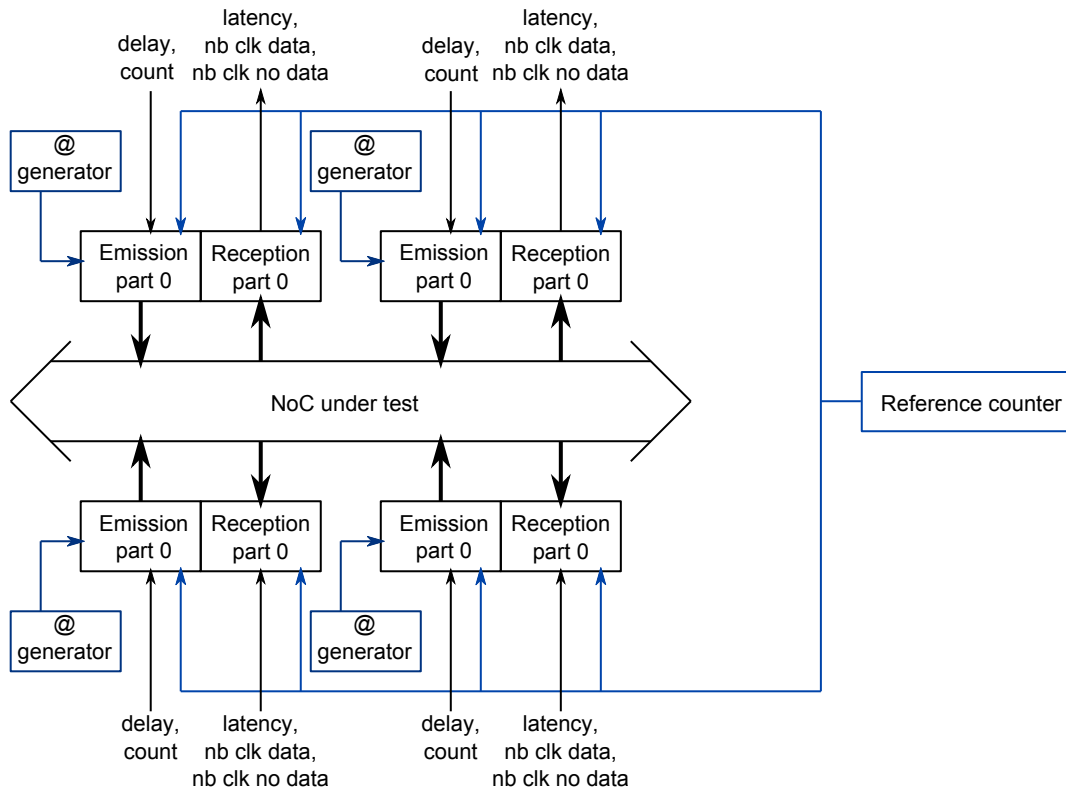 delay,
count
latency,
nb clk data,
nb clk no data
delay,
count
latency,
nb clk data,
nb clk no data
@
generator
@
generator
Emission
part 0
Reception
part 0
Emission
part 0
Reception
part 0
NoC under test
Reference counter
Emission
part 0
Reception
part 0
Emission
part 0
Reception
part 0
@
generator
@
generator
delay,
count
latency,
nb clk data,
nb clk no data
delay,
count
latency,
nb clk data,
nb clk no data